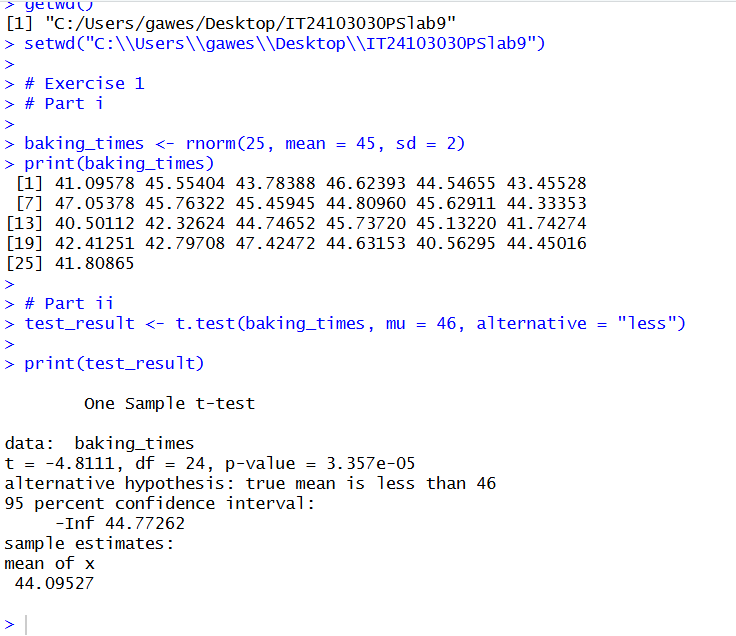 > getwd()
[1] "C:/Users/gawes/Desktop/IT24103030PSlab9"
> setwd("C:\\Users\\gawes\\Desktop\\IT24103030PSlab9")
>
> # Exercise 1
> # Part i
>
> baking_times <- rnorm(25, mean = 45, sd = 2)
> print(baking_times)
 [1] 41.09578 45.55404 43.78388 46.62393 44.54655 43.45528
 [7] 47.05378 45.76322 45.45945 44.80960 45.62911 44.33353
[13] 40.50112 42.32624 44.74652 45.73720 45.13220 41.74274
[19] 42.41251 42.79708 47.42472 44.63153 40.56295 44.45016
[25] 41.80865
>
> # Part ii
> test_result <- t.test(baking_times, mu = 46, alternative = "less")
>
> print(test_result)

        One Sample t-test

data:  baking_times
t = -4.8111, df = 24, p-value = 3.357e-05
alternative hypothesis: true mean is less than 46
95 percent confidence interval:
     -Inf 44.77262
sample estimates:
mean of x
 44.09527

>